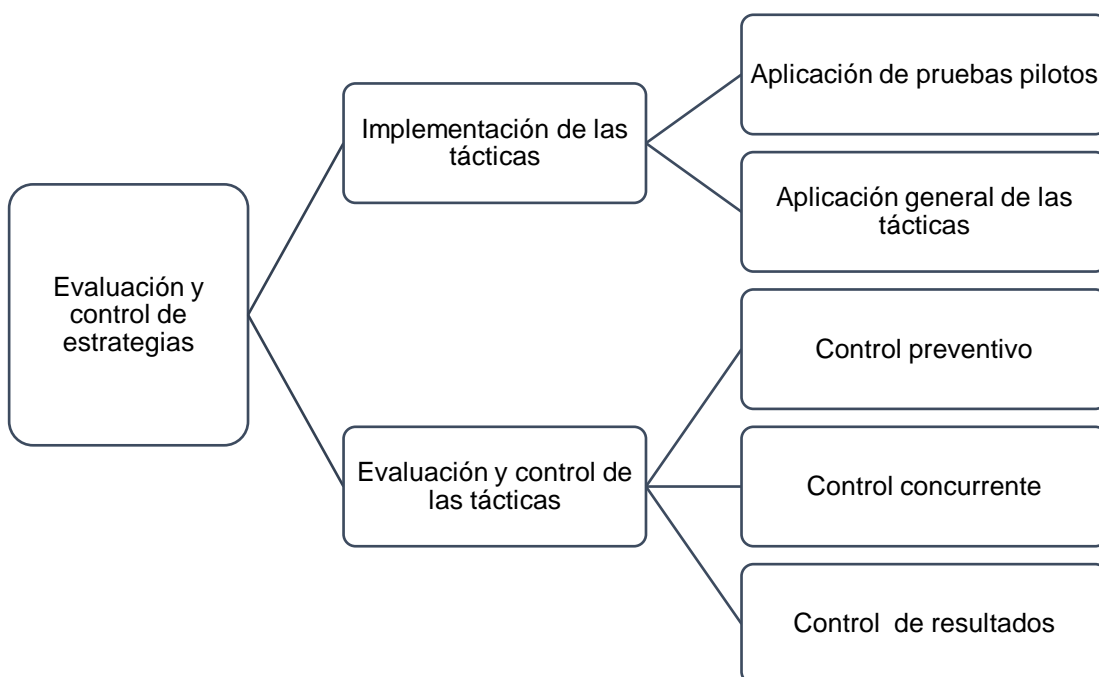 Evaluación y
control de
estrategias
Implementación de las
tácticas
Aplicación de pruebas pilotos
Aplicación general de las
tácticas
Evaluación y control de
las tácticas
Control preventivo
Control concurrente
Control  de resultados